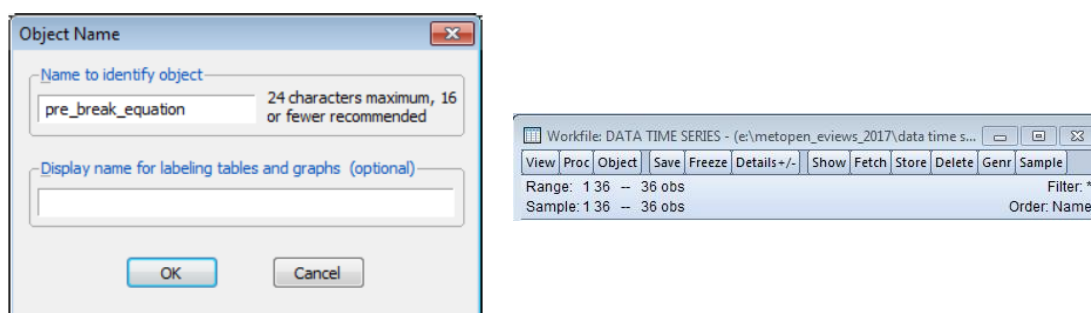 Object Name
Name to identify object
pre_break_equation
24 characters maximum, 16
or fewer recommended
Display name for labeling tables and graphs (optional)
OK
Cancel
Workfile: DATA TIME SERIES - (e:\metopen_eviews_2017\data time s...
View Proc Object Save Freeze Details+/- Show Fetch Store Delete Genr Sample
Range: 1 36 -- 36 obs Filter: *
Sample: 1 36 -- 36 obs Order: Name